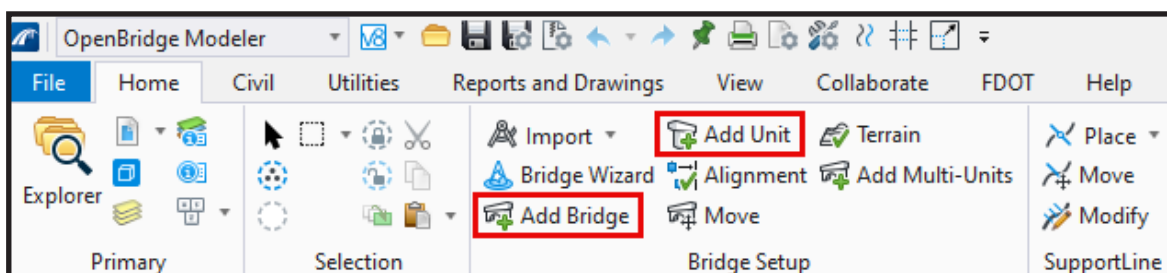 OpenBridge Modeler V8
File Home Civil Utilities Reports and Drawings View Collaborate FDOT Help
Import Add Unit Terrain Place
Explorer Bridge Wizard Alignment Add Multi-Units Move
Add Bridge Move Modify
Primary Selection Bridge Setup SupportLine